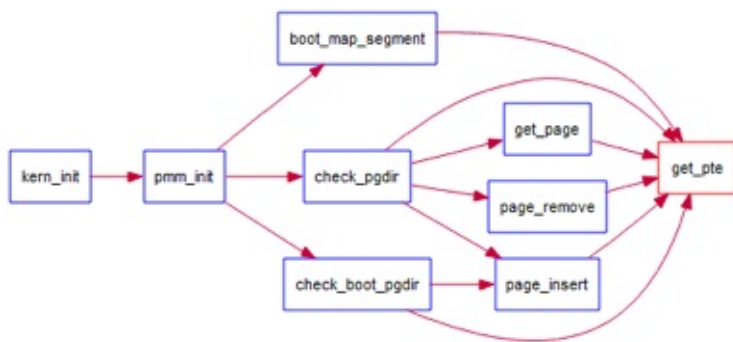 boot_map_segment
get_page
kern_init
pmm_init
check_pgdir
get_pte
page_remove
check_boot_pgdir
page_insert